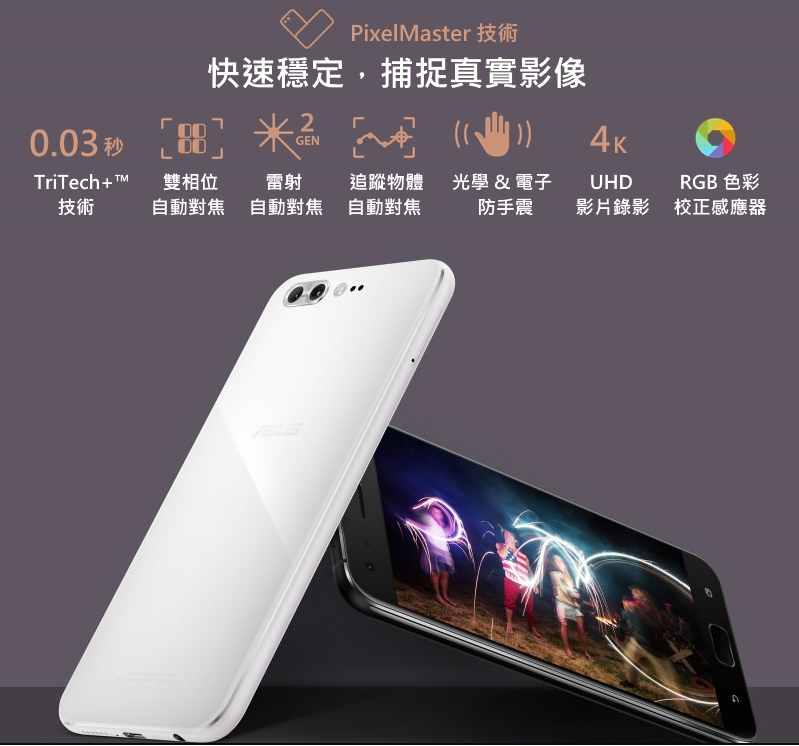 PixelMaster 技術
快速穩定，捕捉真實影像
0.03 秒
TriTech+™
技術
雙相位
自動對焦
2
GEN
雷射
自動對焦
追蹤物體
自動對焦
光學 & 電子
防手震
4K
UHD
影片錄影
RGB 色彩
校正感應器
ASUS